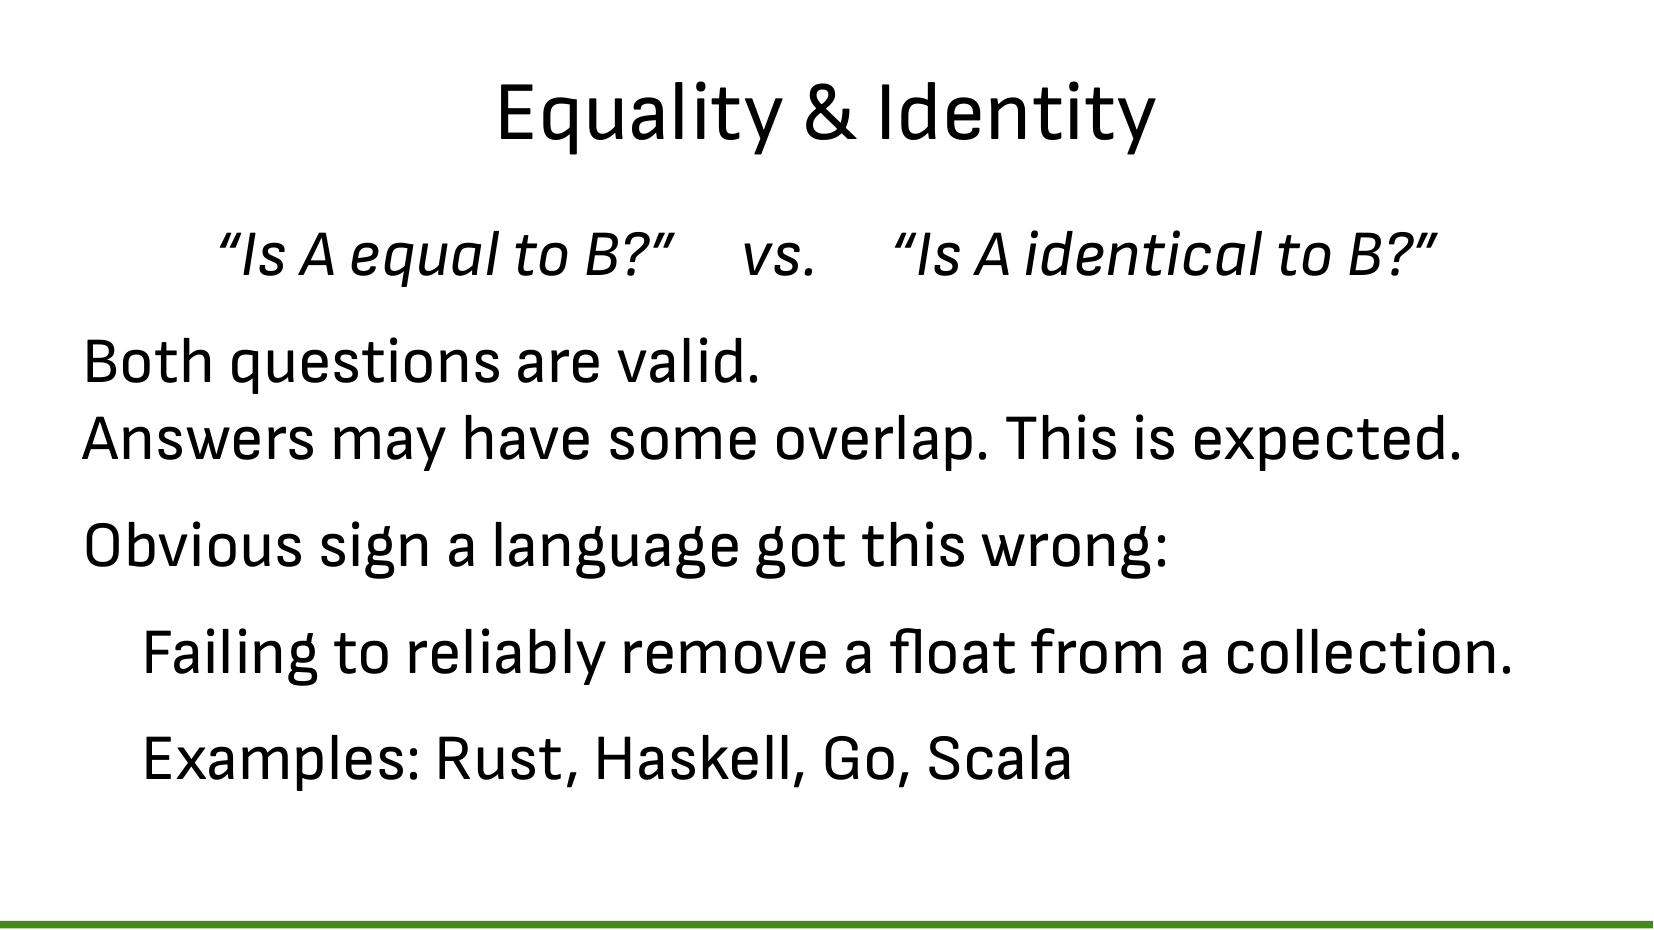 Equality & Identity
“Is A equal to B?” vs. “Is A identical to B?”
Both questions are valid.
Answers may have some overlap. This is expected.
Obvious sign a language got this wrong:
Failing to reliably remove a float from a collection.
Examples: Rust, Haskell, Go, Scala